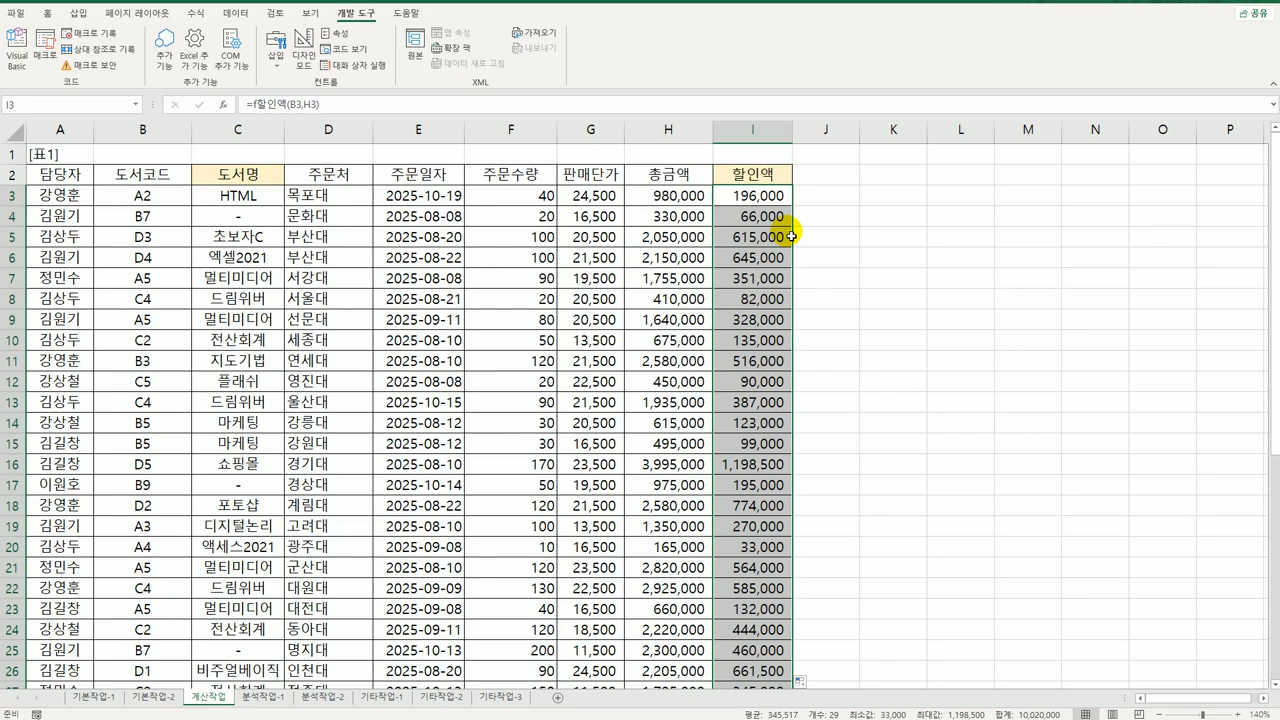 파일 홈 삽입 페이지 레이아웃 수식 데이터 검토 보기 개발 도구 도움말 공유
Visual Basic 매크로 매크로 기록 상대 참조로 기록 매크로 보안 코드
추가 기능 Excel 추가 기능 COM 추가 기능 추가 기능
삽입 디자인 모드 속성 코드 보기 대화 상자 실행 컨트롤
원본 맵 속성 확장 팩 데이터 새로 고침 가져오기 내보내기 XML
I3 fx =f할인액(B3,H3)
A B C D E F G H I J K L M N O P
1 [표1]
2 담당자 도서코드 도서명 주문처 주문일자 주문수량 판매단가 총금액 할인액
3 강영훈 A2 HTML 목포대 2025-10-19 40 24,500 980,000 196,000
4 김원기 B7 - 문화대 2025-08-08 20 16,500 330,000 66,000
5 김상두 D3 초보자C 부산대 2025-08-20 100 20,500 2,050,000 615,000
6 김원기 D4 엑셀2021 부산대 2025-08-22 100 21,500 2,150,000 645,000
7 정민수 A5 멀티미디어 서강대 2025-08-08 90 19,500 1,755,000 351,000
8 김상두 C4 드림위버 서울대 2025-08-21 20 20,500 410,000 82,000
9 김원기 A5 멀티미디어 선문대 2025-09-11 80 20,500 1,640,000 328,000
10 김상두 C2 전산회계 세종대 2025-08-10 50 13,500 675,000 135,000
11 강영훈 B3 지도기법 연세대 2025-08-10 120 21,500 2,580,000 516,000
12 강상철 C5 플래쉬 영진대 2025-08-08 20 22,500 450,000 90,000
13 김상두 C4 드림위버 울산대 2025-10-15 90 21,500 1,935,000 387,000
14 강상철 B5 마케팅 강릉대 2025-08-12 30 20,500 615,000 123,000
15 김길창 B5 마케팅 강원대 2025-08-12 30 16,500 495,000 99,000
16 김길창 D5 쇼핑몰 경기대 2025-08-10 170 23,500 3,995,000 1,198,500
17 이원호 B9 - 경상대 2025-10-14 50 19,500 975,000 195,000
18 강영훈 D2 포토샵 계림대 2025-08-22 120 21,500 2,580,000 774,000
19 김원기 A3 디지털논리 고려대 2025-08-10 100 13,500 1,350,000 270,000
20 김상두 A4 액세스2021 광주대 2025-09-08 10 16,500 165,000 33,000
21 정민수 A5 멀티미디어 군산대 2025-08-10 120 23,500 2,820,000 564,000
22 강영훈 C4 드림위버 대원대 2025-09-09 130 22,500 2,925,000 585,000
23 김길창 A5 멀티미디어 대전대 2025-09-08 40 16,500 660,000 132,000
24 강상철 C2 전산회계 동아대 2025-09-11 120 18,500 2,220,000 444,000
25 김원기 B7 - 명지대 2025-10-13 200 11,500 2,300,000 460,000
26 김길창 D1 비주얼베이직 인천대 2025-08-20 90 24,500 2,205,000 661,500
기본작업-1 기본작업-2 계산작업 분석작업-1 분석작업-2 기타작업-1 기타작업-2 기타작업-3
준비 평균: 345,517 개수: 29 최소값: 33,000 최대값: 1,198,500 합계: 10,020,000 140%